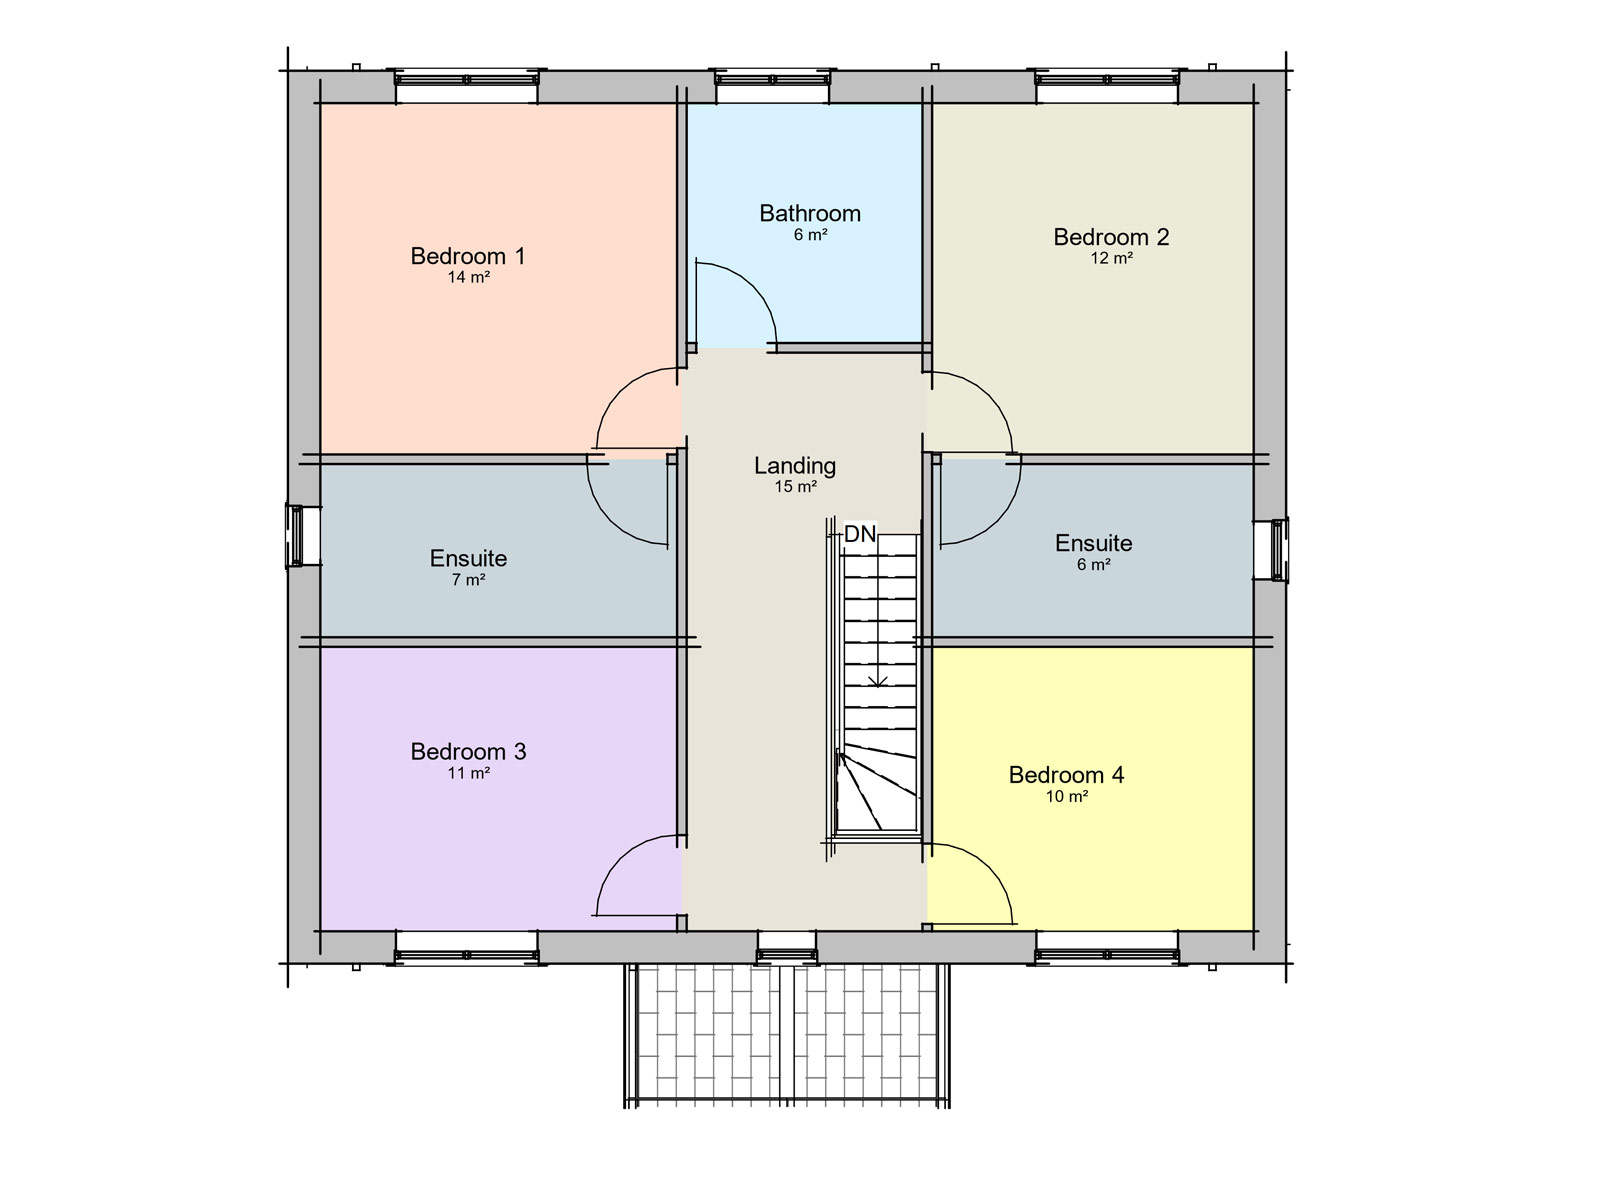 Bedroom 1
14 m²
Bathroom
6 m²
Bedroom 2
12 m²
Landing
15 m²
DN
Ensuite
7 m²
Ensuite
6 m²
Bedroom 3
11 m²
Bedroom 4
10 m²